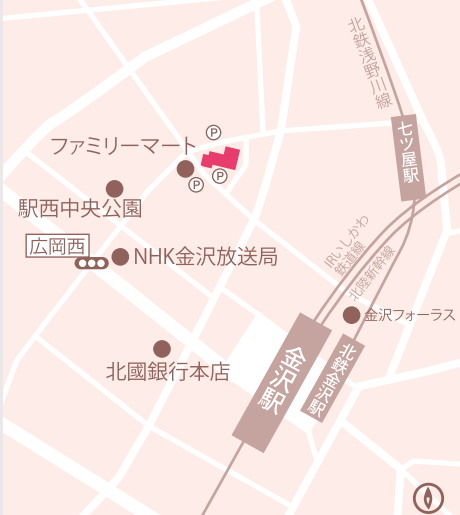 北鉄浅野川線
七ツ屋駅
ファミリーマート
P
P
P
駅西中央公園
広岡西
NHK金沢放送局
IRいしかわ
鉄道線
北陸新幹線
金沢フォーラス
金沢駅
北鉄金沢駅
北國銀行本店